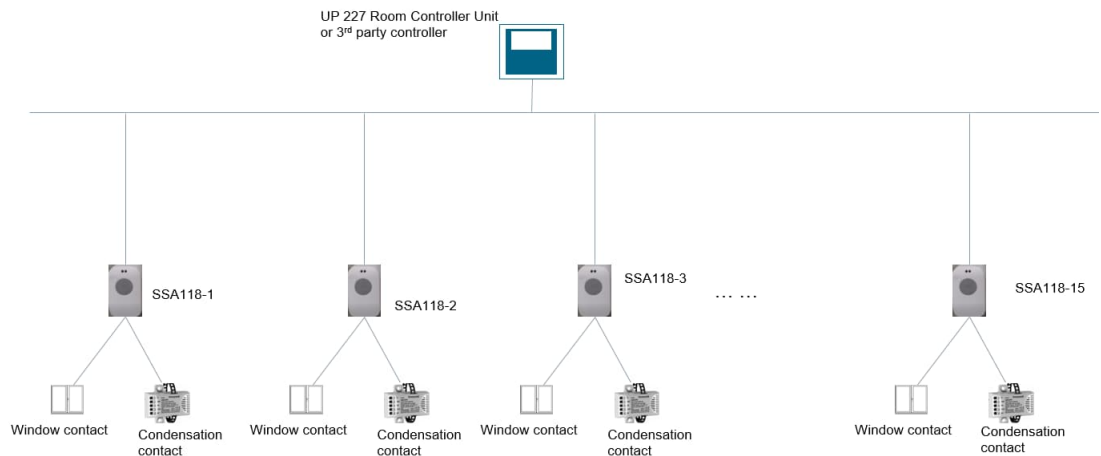 UP 227 Room Controller Unit
or 3rd party controller
SSA118-1
SSA118-2
SSA118-3
... ...
SSA118-15
Window contact
Condensation
contact
Window contact
Condensation
contact
Window contact
Condensation
contact
Window contact
Condensation
contact